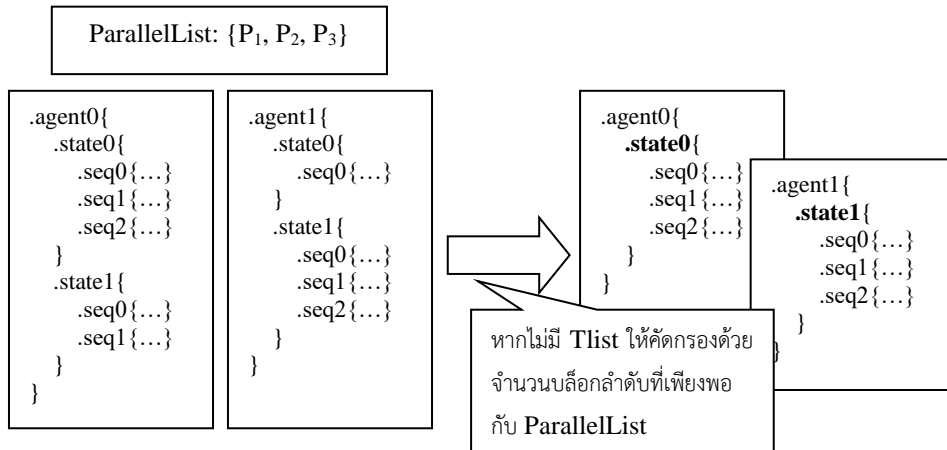 ParallelList: {P₁, P₂, P₃}
.agent0{
.state0{
.seq0{…}
.seq1{…}
.seq2{…}
}
.state1{
.seq0{…}
.seq1{…}
}
}
.agent1{
.state0{
.seq0{…}
}
.state1{
.seq0{…}
.seq1{…}
.seq2{…}
}
}
.agent0{
.state0{
.seq0{…}
.seq1{…}
.seq2{…}
}
}
.agent1{
.state1{
.seq0{…}
.seq1{…}
.seq2{…}
}
}
หากไม่มี Tlist ให้คัดกรองด้วย
จำนวนบล็อกลำดับที่เพียงพอ
กับ ParallelList